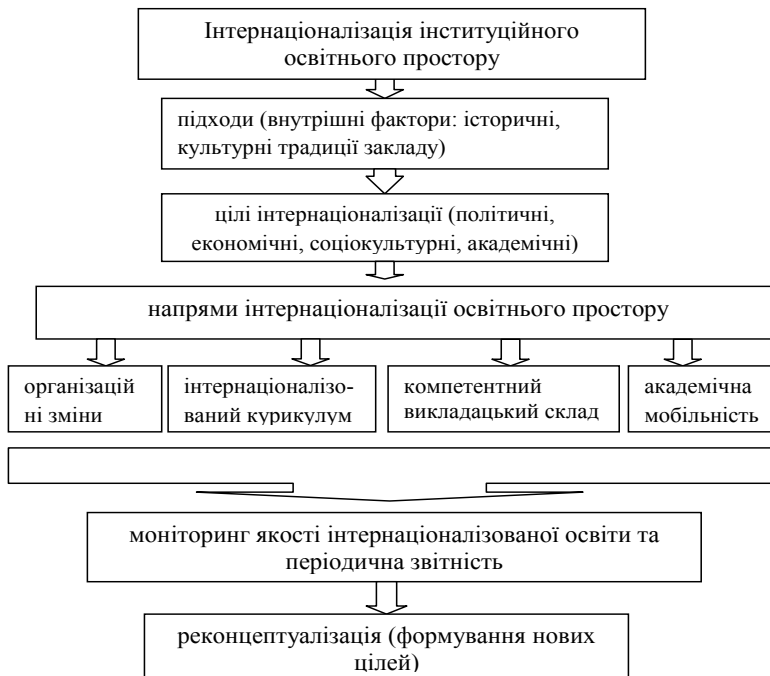 Інтернаціоналізація інституційного
освітнього простору
підходи (внутрішні фактори: історичні,
культурні традиції закладу)
цілі інтернаціоналізації (політичні,
економічні, соціокультурні, академічні)
напрями інтернаціоналізації освітнього простору
організацій
ні зміни
інтернаціоналізо-
ований курикулум
компетентний
викладацький склад
академічна
мобільність
моніторинг якості інтернаціоналізованої освіти та
періодична звітність
реконцептуалізація (формування нових
цілей)